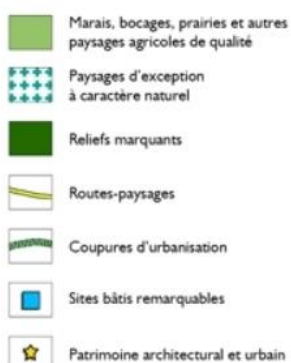 Marais, bocages, prairies et autres
paysages agricoles de qualité
Paysages d'exception
à caractère naturel
Reliefs marquants
Routes-paysages
Coupures d'urbanisation
Sites bâtis remarquables
Patrimoine architectural et urbain